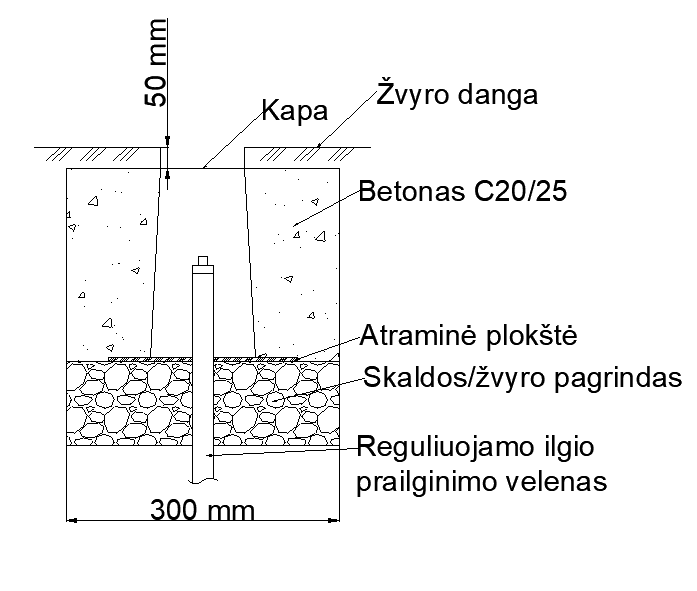 50 mm
Kapa
Žvyro danga
Betonas C20/25
Atraminė plokštė
Skaldos/žvyro pagrindas
Reguliuojamo ilgio
prailginimo velenas
300 mm